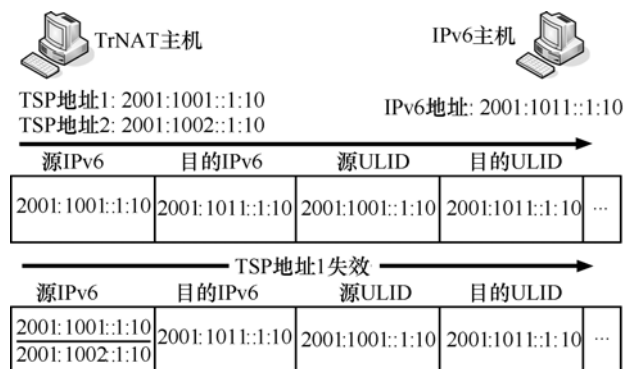 TrNAT主机
IPv6主机
TSP地址1: 2001:1001::1:10
TSP地址2: 2001:1002::1:10
IPv6地址: 2001:1011::1:10
源IPv6 目的IPv6 源ULID 目的ULID
2001:1001::1:10 2001:1011::1:10 2001:1001::1:10 2001:1011::1:10 ...
TSP地址1失效
源IPv6 目的IPv6 源ULID 目的ULID
2001:1001::1:10
2001:1011::1:10 2001:1001::1:10 2001:1011::1:10 ...
2001:1002::1:10